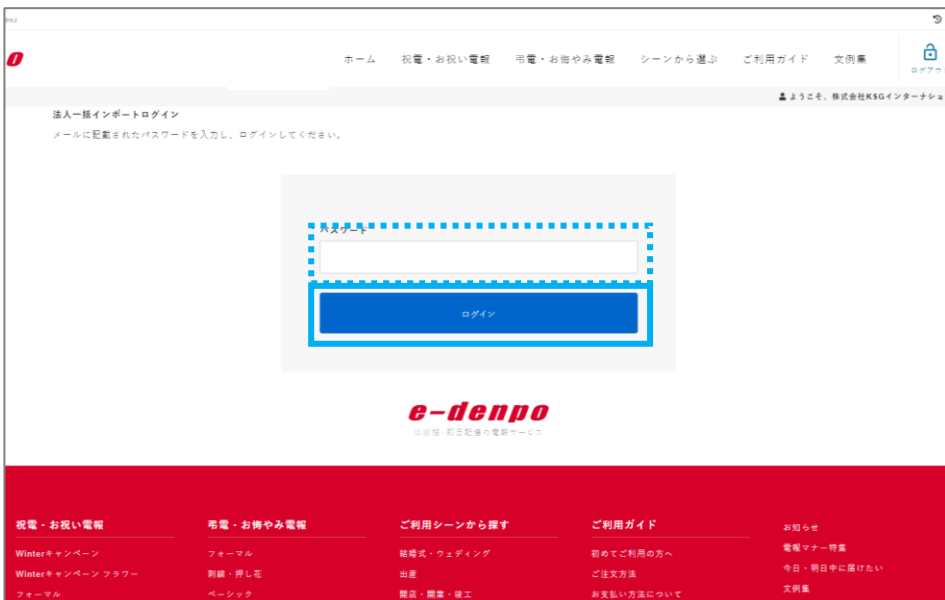 ホーム 祝電・お祝い電報 弔電・お悔やみ電報 シーンから選ぶ ご利用ガイド 文例集
ようこそ、株式会社KSGインターナショ
法人一括インポートログイン
メールに記載されたパスワードを入力し、ログインしてください。
パスワード
ログイン
e-denpo
祝電・お祝い電報 弔電・お悔やみ電報 ご利用シーンから探す ご利用ガイド お知らせ
Winterキャンペーン フォーマル 結婚式・ウェディング 初めてご利用の方へ 電報マナー特集
Winterキャンペーン フラワー 刺繍・押し花 出産 ご注文方法 今日・明日中に届けたい
フォーマル ベーシック 開店・開業・竣工 お支払い方法について 文例集